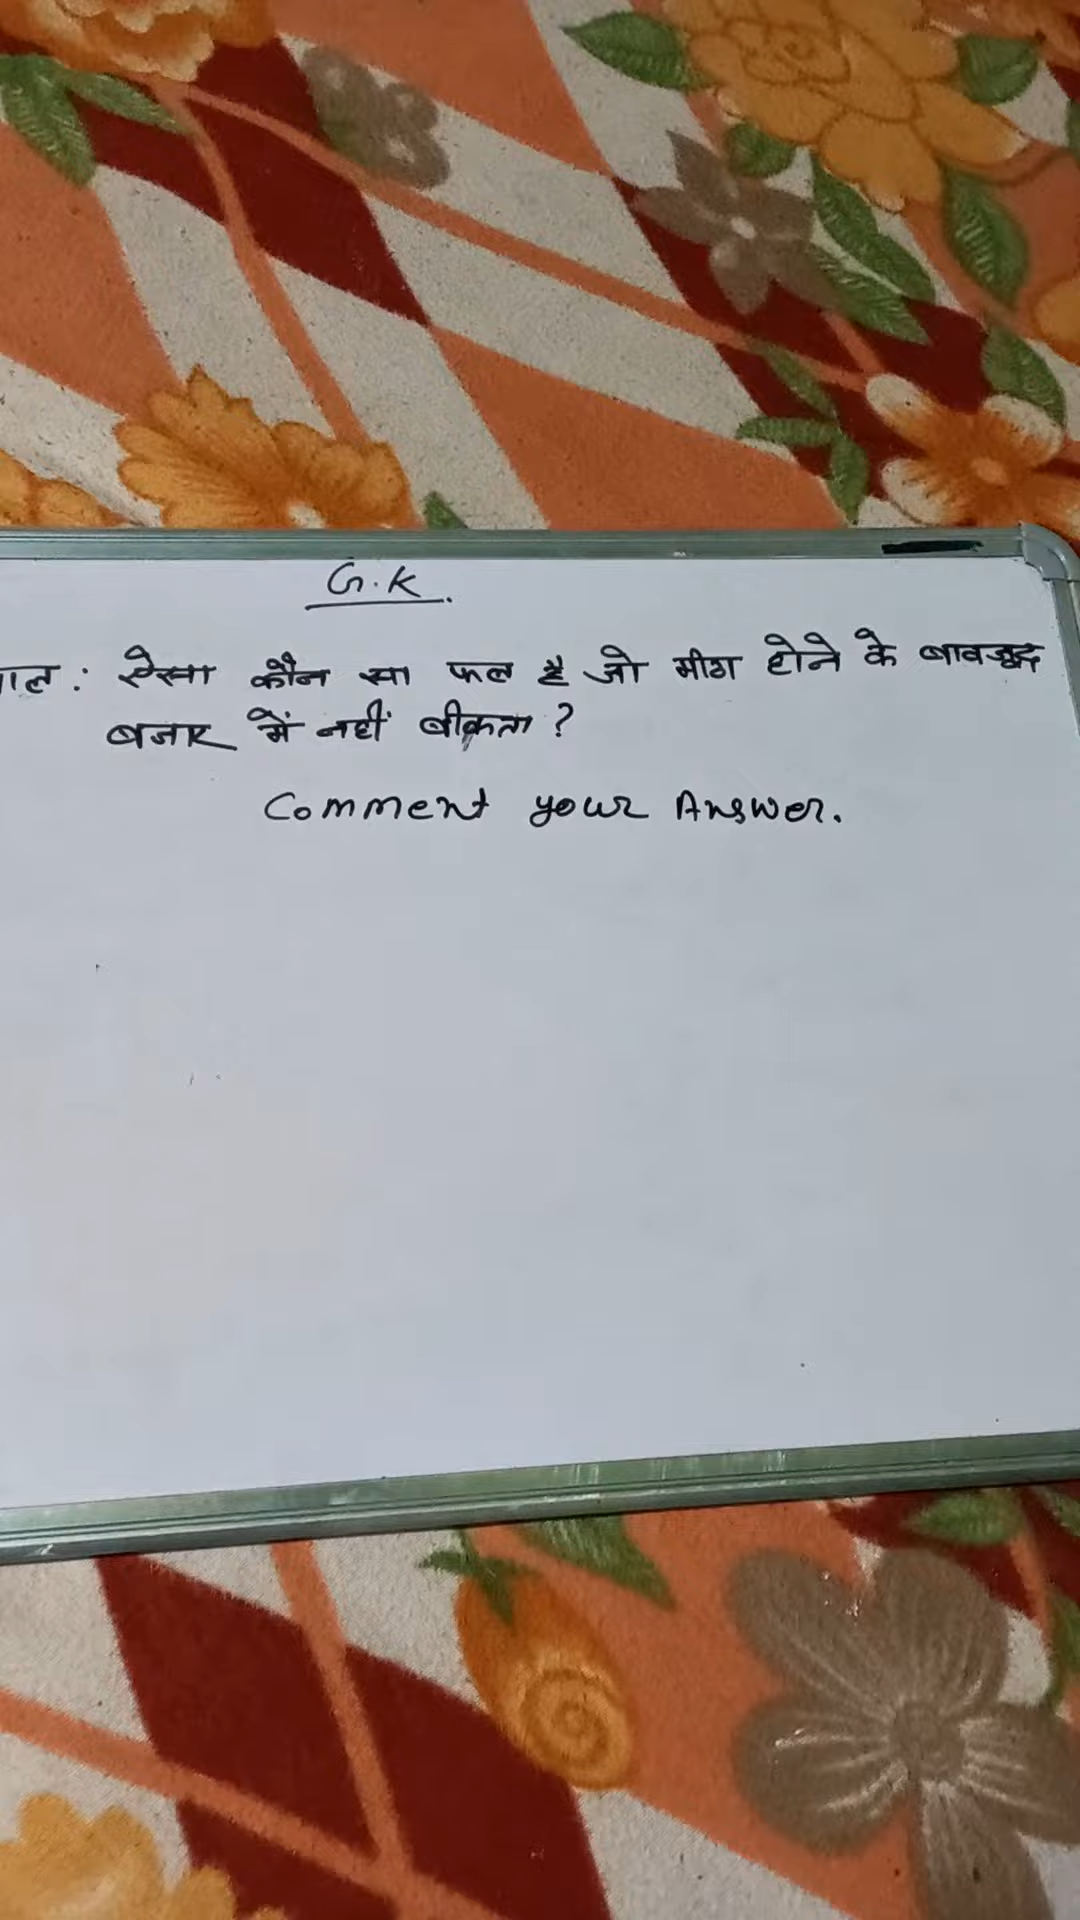 G.K.
ाल : ऐसा कौन सा फल है जो मीठा होने के बावजूद
बजार में नहीं बीकता ?
Comment your Answer.